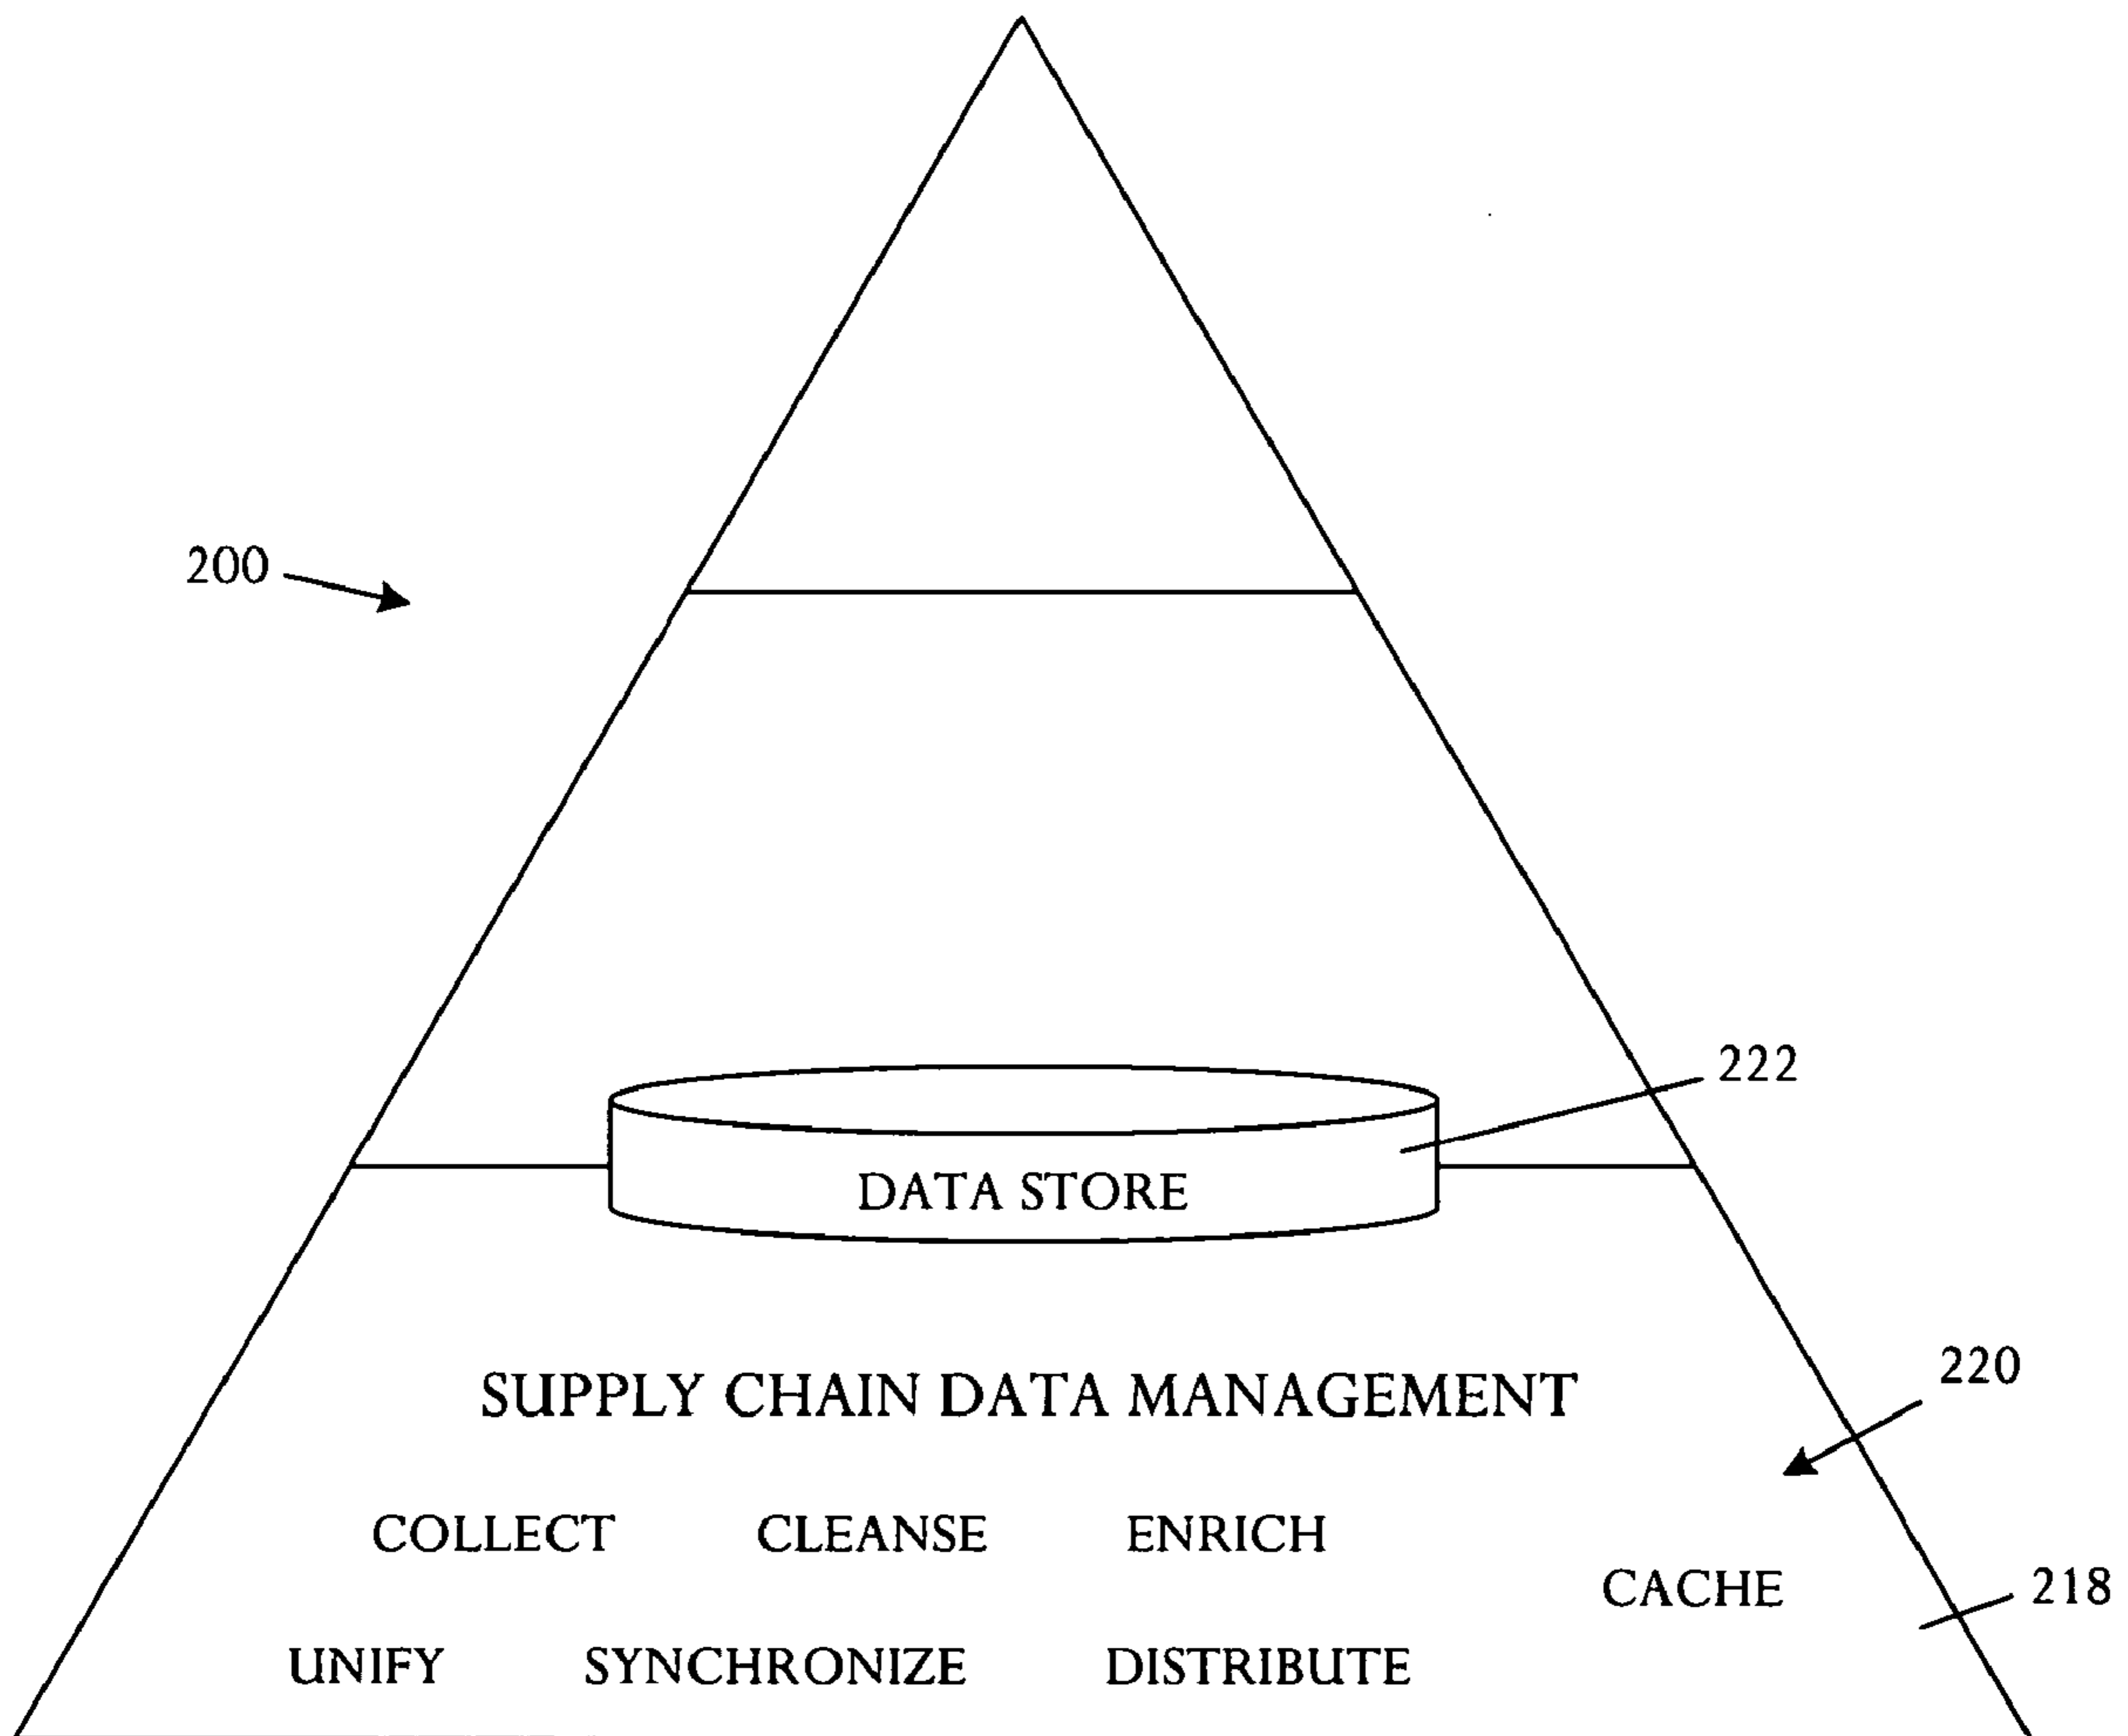 200
222
DATA STORE
220
SUPPLY CHAIN DATA MANAGEMENT
COLLECT CLEANSE ENRICH
CACHE
218
UNIFY SYNCHRONIZE DISTRIBUTE